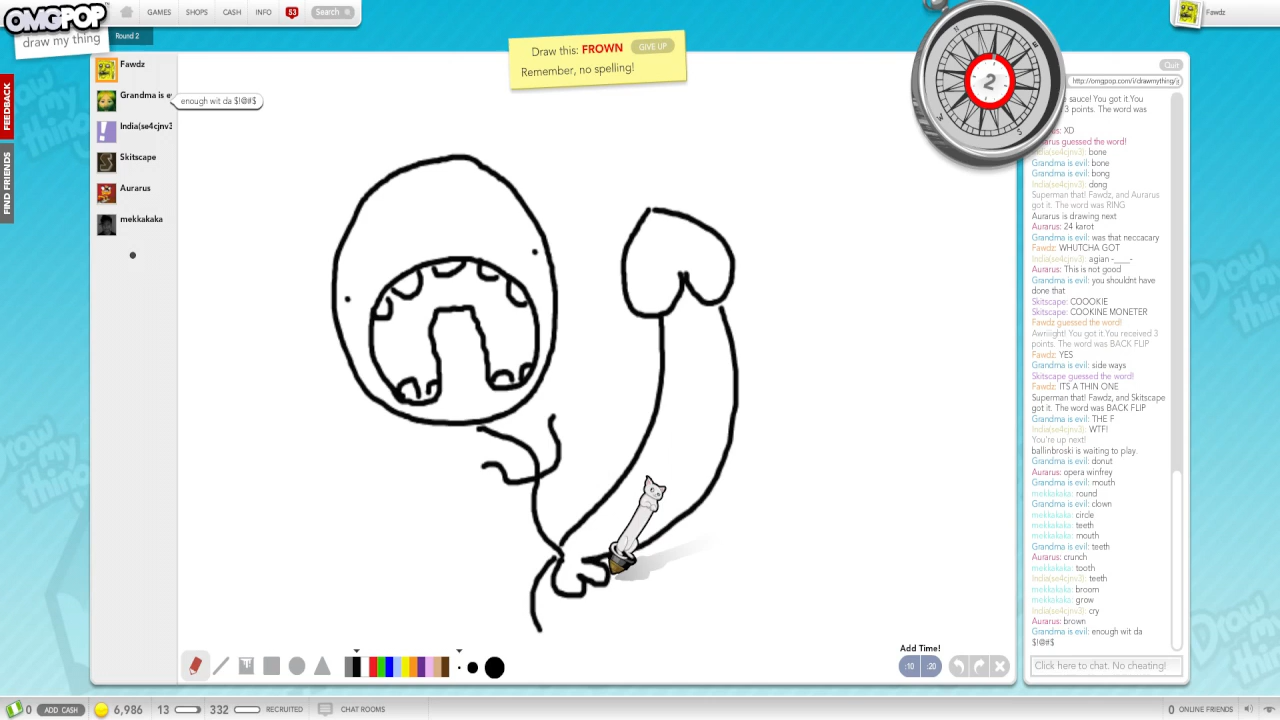 OMGPOP
GAMES
SHOPS
CASH
INFO
53
Search
Fawdz
draw my thing
Round 2
Draw this: FROWN
GIVE UP
Remember, no spelling!
2
Quit
http://omgpop.com/i/drawmything/
FEEDBACK
FIND FRIENDS
Fawdz
Grandma is e
enough wit da $!@#$
India(se4cjnv3
Skitscape
Aurarus
mekkakaka
sauce! You got it.You
3 points. The word was
XD
guessed the word!
India(se4cjnv3): bone
Grandma is evil: bone
Grandma is evil: bong
India(se4cjnv3): dong
Superman that! Fawdz, and Aurarus
got it. The word was RING
Aurarus is drawing next
Aurarus: 24 karot
Grandma is evil: was that neccacary
Fawdz: WHUTCHA GOT
India(se4cjnv3): agian -____-
Aurarus: This is not good
Grandma is evil: you shouldnt have
done that
Skitscape: COOOKIE
Skitscape: COOKINE MONETER
Fawdz guessed the word!
Awriiight! You got it.You received 3
points. The word was BACK FLIP
Fawdz: YES
Grandma is evil: side ways
Skitscape guessed the word!
Fawdz: ITS A THIN ONE
Superman that! Fawdz, and Skitscape
got it. The word was BACK FLIP
Grandma is evil: THE F
India(se4cjnv3): WTF!
You're up next!
ballinbroski is waiting to play.
Grandma is evil: donut
Aurarus: opera winfrey
Grandma is evil: mouth
mekkakaka: round
Grandma is evil: clown
mekkakaka: circle
mekkakaka: teeth
mekkakaka: mouth
Grandma is evil: teeth
Aurarus: crunch
mekkakaka: tooth
India(se4cjnv3): teeth
mekkakaka: broom
mekkakaka: grow
India(se4cjnv3): cry
Aurarus: brown
Grandma is evil: enough wit da
$!@#$
Click here to chat. No cheating!
Add Time!
:10
:20
0
ADD CASH
6,986
13
332
RECRUITED
CHAT ROOMS
0 ONLINE FRIENDS